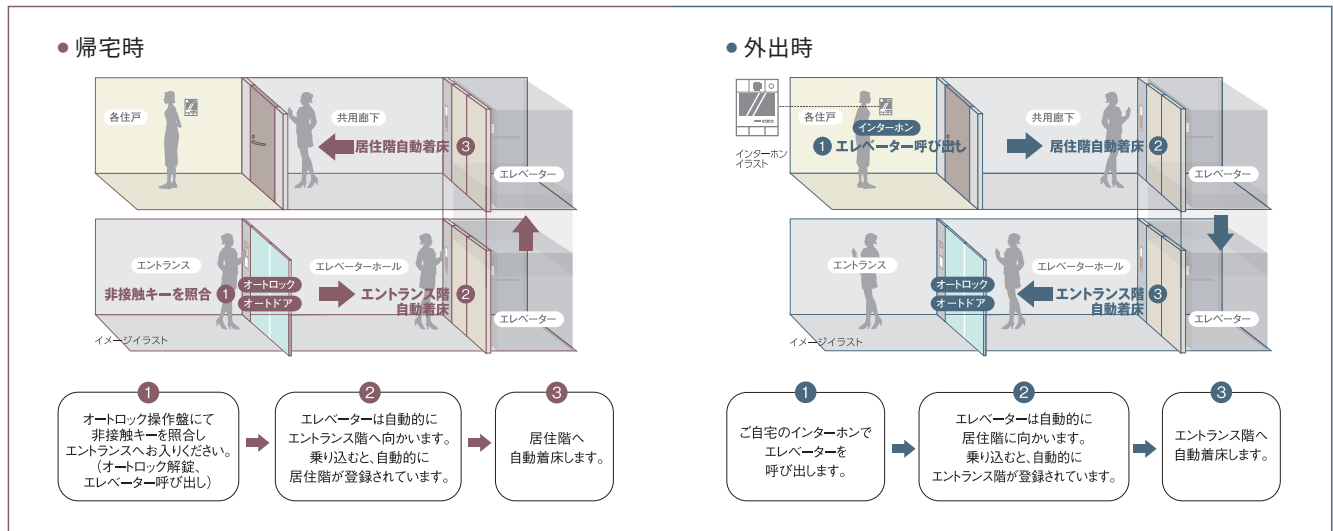 ● 帰宅時
各住戸
共用廊下
居住階自動着床 3
エレベーター
エントランス
エレベーターホール
非接触キーを照合 1
オートロック
オートドア
エントランス階 2
自動着床
エレベーター
イメージイラスト
1
オートロック操作盤にて
非接触キーを照合し
エントランスへお入りください。
(オートロック解錠、
エレベーター呼び出し)
2
エレベーターは自動的に
エントランス階へ向かいます。
乗り込むと、自動的に
居住階が登録されています。
3
居住階へ
自動着床します。
● 外出時
インターホン
イラスト
各住戸
インターホン
1 エレベーター呼び出し
共用廊下
居住階自動着床 2
エレベーター
エントランス
エレベーターホール
オートロック
オートドア
エントランス階 3
自動着床
エレベーター
イメージイラスト
1
ご自宅のインターホンで
エレベーターを
呼び出します。
2
エレベーターは自動的に
居住階に向かいます。
乗り込むと、自動的に
エントランス階が登録されています。
3
エントランス階へ
自動着床します。